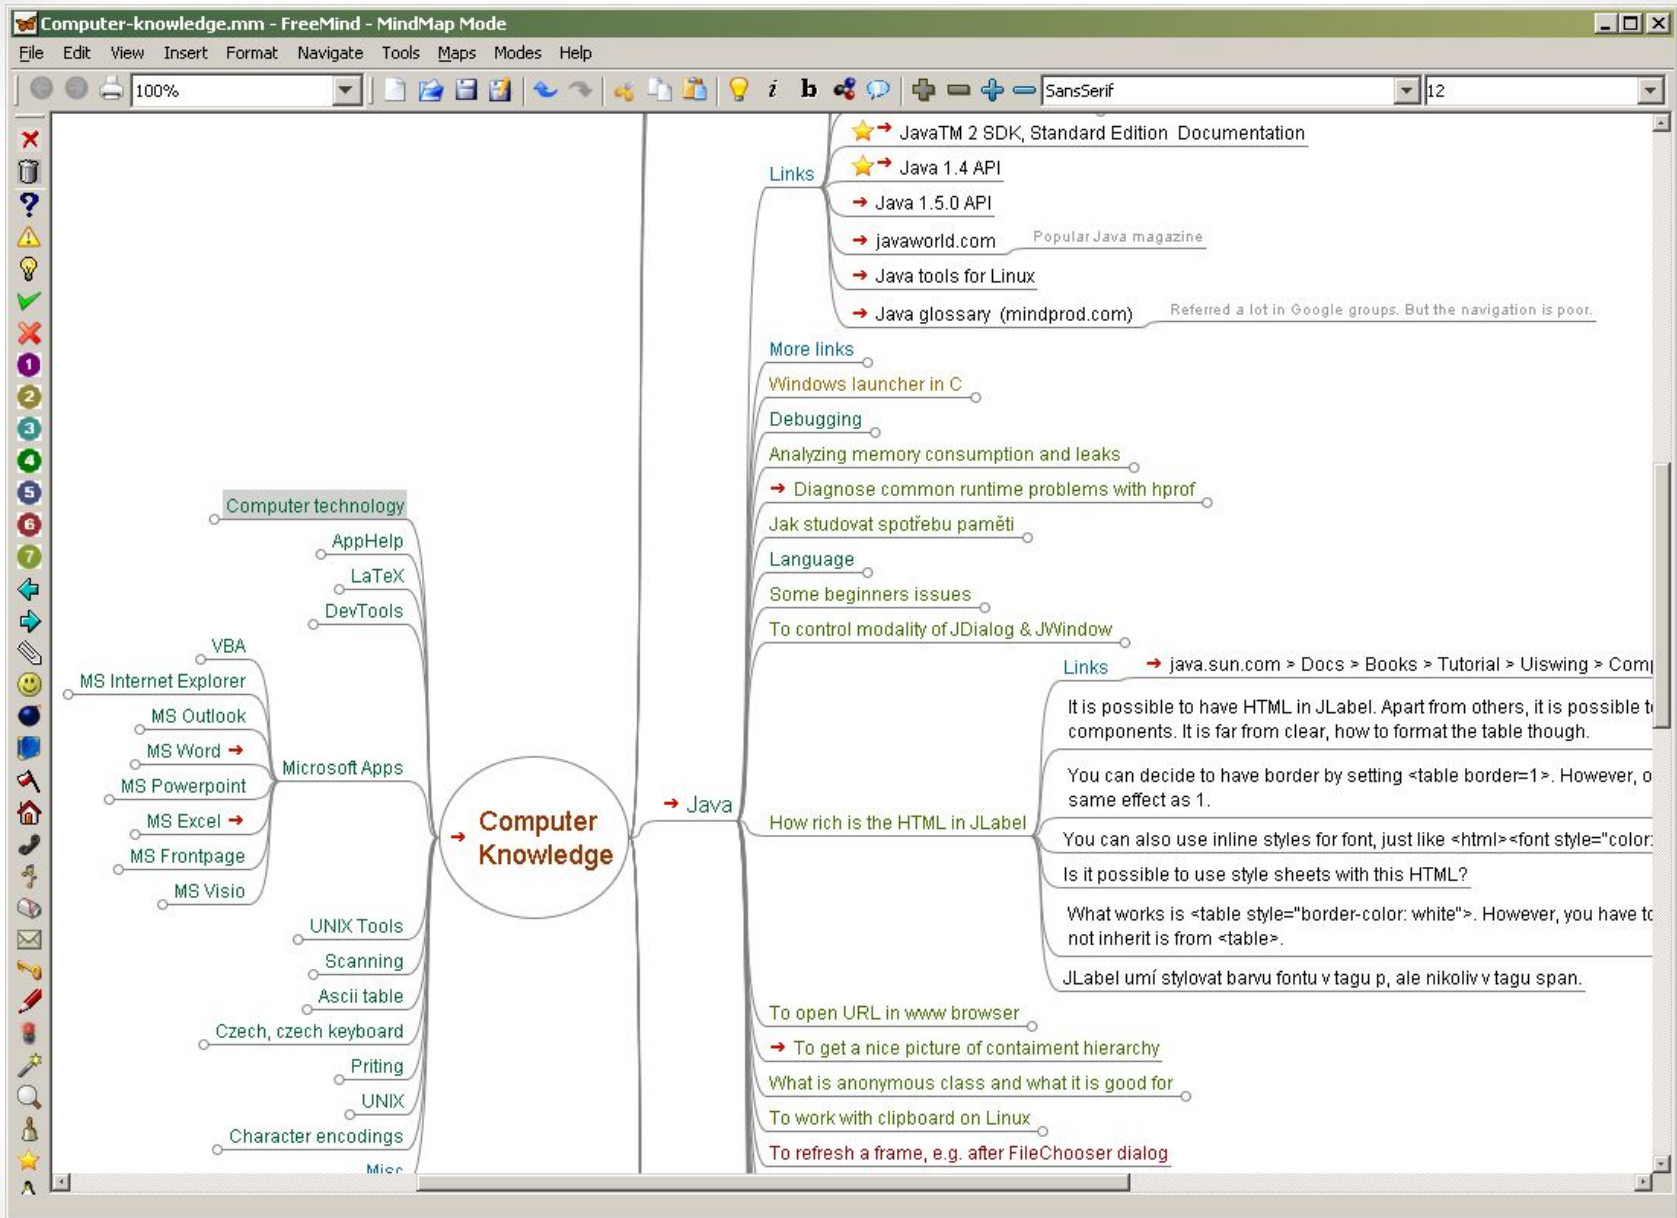 Computer-knowledge.mm - FreeMind - MindMap Mode
File Edit View Insert Format Navigate Tools Maps Modes Help
100%
i b
SansSerif
12
1
2
3
4
5
6
7
Computer technology
AppHelp
LaTeX
DevTools
VBA
MS Internet Explorer
MS Outlook
MS Word
MS Powerpoint
MS Excel
MS Frontpage
MS Visio
Microsoft Apps
UNIX Tools
Scanning
Ascii table
Czech, czech keyboard
Priting
UNIX
Character encodings
Misc
Computer
Knowledge
Java
Links
JavaTM 2 SDK, Standard Edition Documentation
Java 1.4 API
Java 1.5.0 API
javaworld.com Popular Java magazine
Java tools for Linux
Java glossary (mindprod.com) Referred a lot in Google groups. But the navigation is poor.
More links
Windows launcher in C
Debugging
Analyzing memory consumption and leaks
Diagnose common runtime problems with hprof
Jak studovat spotřebu paměti
Language
Some beginners issues
To control modality of JDialog & JWindow
How rich is the HTML in JLabel
Links java.sun.com > Docs > Books > Tutorial > Uiswing >
It is possible to have HTML in JLabel. Apart from others, it is possible
components. It is far from clear, how to format the table though.
You can decide to have border by setting <table border=1>. However,
same effect as 1.
You can also use inline styles for font, just like <html><font style="color:
Is it possible to use style sheets with this HTML?
What works is <table style="border-color: white">. However, you have
not inherit is from <table>.
JLabel umí stylovat barvu fontu v tagu p, ale nikoliv v tagu span.
To open URL in www browser
To get a nice picture of contaiment hierarchy
What is anonymous class and what it is good for
To work with clipboard on Linux
To refresh a frame, e.g. after FileChooser dialog